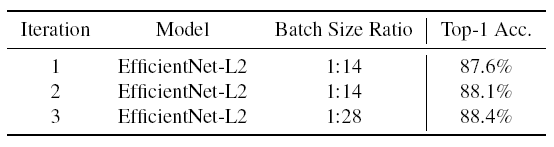 Iteration Model Batch Size Ratio Top-1 Acc.
1 EfficientNet-L2 1:14 87.6%
2 EfficientNet-L2 1:14 88.1%
3 EfficientNet-L2 1:28 88.4%